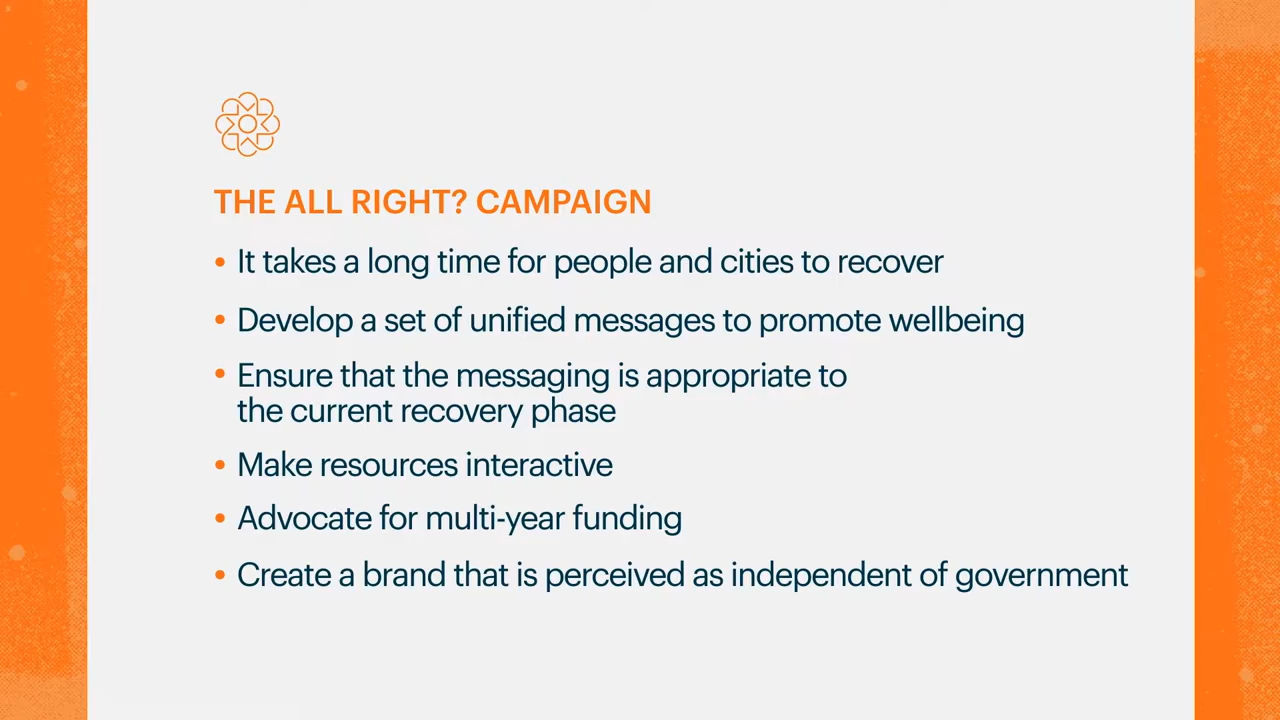 THE ALL RIGHT? CAMPAIGN
• It takes a long time for people and cities to recover
• Develop a set of unified messages to promote wellbeing
• Ensure that the messaging is appropriate to
the current recovery phase
• Make resources interactive
• Advocate for multi-year funding
• Create a brand that is perceived as independent of government